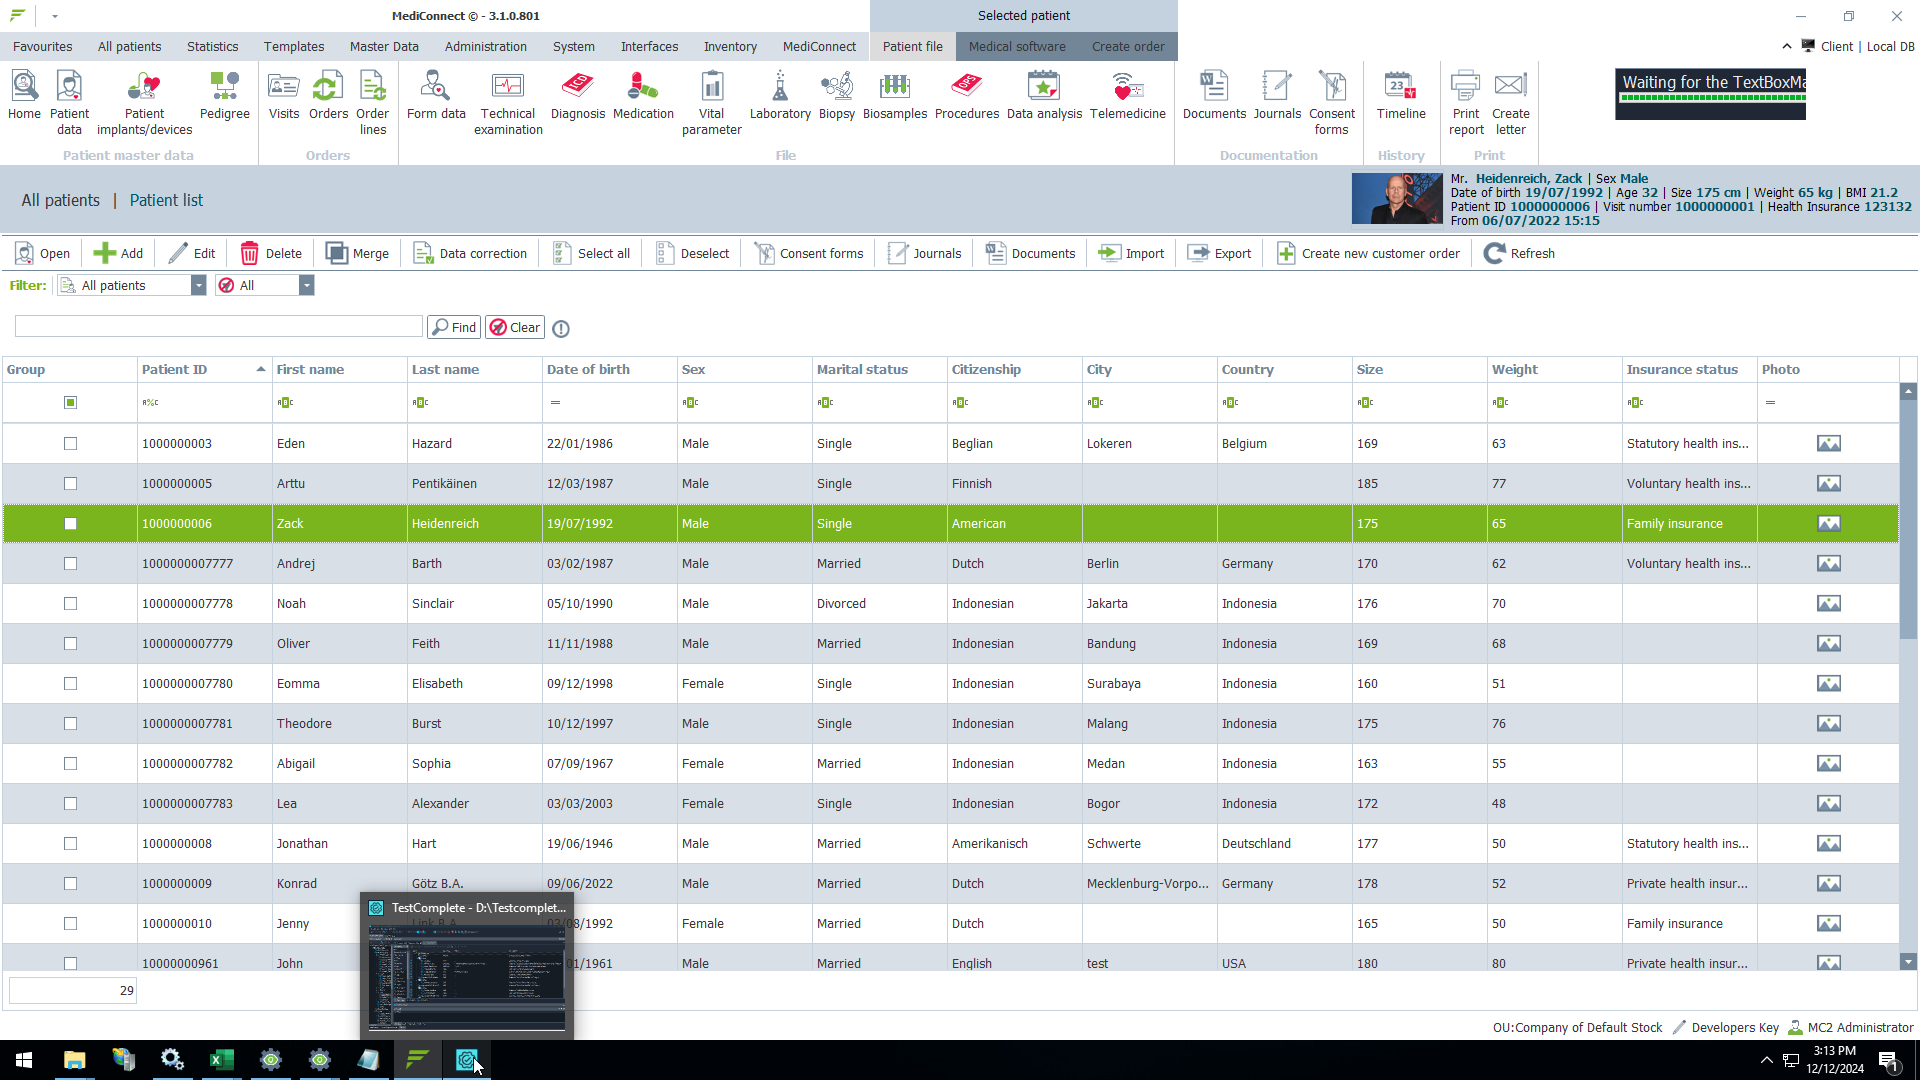 MediConnect © - 3.1.0.801
Selected patient
Favourites All patients Statistics Templates Master Data Administration System Interfaces Inventory MediConnect Patient file Medical software Create order
Client | Local DB
Home
Patient data
Patient implants/devices
Pedigree
Visits
Orders
Order lines
Form data
Technical examination
Diagnosis
Medication
Vital parameter
Laboratory
Biopsy
Biosamples
Procedures
Data analysis
Telemedicine
Documents
Journals
Consent forms
Timeline
Print report
Create letter
Waiting for the TextBoxMa
Patient master data Orders File Documentation History Print
All patients | Patient list
Mr. Heidenreich, Zack | Sex Male
Date of birth 19/07/1992 | Age 32 | Size 175 cm | Weight 65 kg | BMI 21.2
Patient ID 1000000006 | Visit number 1000000001 | Health Insurance 123132
From 06/07/2022 15:15
Open Add Edit Delete Merge Data correction Select all Deselect Consent forms Journals Documents Import Export Create new customer order Refresh
Filter: All patients All
Find Clear
Group Patient ID First name Last name Date of birth Sex Marital status Citizenship City Country Size Weight Insurance status Photo
1000000003 Eden Hazard 22/01/1986 Male Single Beglian Lokeren Belgium 169 63 Statutory health ins...
1000000005 Arttu Pentikäinen 12/03/1987 Male Single Finnish 185 77 Voluntary health ins...
1000000006 Zack Heidenreich 19/07/1992 Male Single American 175 65 Family insurance
1000000007777 Andrej Barth 03/02/1987 Male Married Dutch Berlin Germany 170 62 Voluntary health ins...
1000000007778 Noah Sinclair 05/10/1990 Male Divorced Indonesian Jakarta Indonesia 176 70
1000000007779 Oliver Feith 11/11/1988 Male Married Indonesian Bandung Indonesia 169 68
1000000007780 Eomma Elisabeth 09/12/1998 Female Single Indonesian Surabaya Indonesia 160 51
1000000007781 Theodore Burst 10/12/1997 Male Single Indonesian Malang Indonesia 175 76
1000000007782 Abigail Sophia 07/09/1967 Female Married Indonesian Medan Indonesia 163 55
1000000007783 Lea Alexander 03/03/2003 Female Single Indonesian Bogor Indonesia 172 48
1000000008 Jonathan Hart 19/06/1946 Male Married Amerikanisch Schwerte Deutschland 177 50 Statutory health ins...
1000000009 Konrad Götz B.A. 09/06/2022 Male Married Dutch Mecklenburg-Vorpo... Germany 178 52 Private health insur...
TestComplete - D:\Testcomplet...
1000000010 Jenny Link B.A. 03/08/1992 Female Married Dutch 165 50 Family insurance
10000000961 John 01/1961 Male Married English test USA 180 80 Private health insur...
29
OU:Company of Default Stock Developers Key MC2 Administrator
3:13 PM
12/12/2024
1